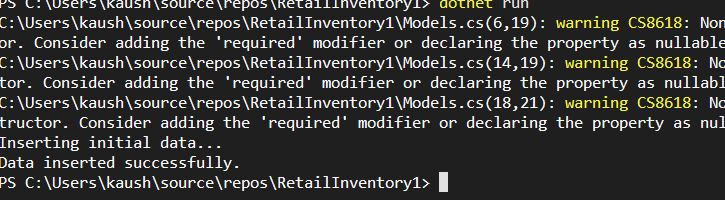 PS C:\Users\kaush\source\repos\RetailInventory1> dotnet run
C:\Users\kaush\source\repos\RetailInventory1\Models.cs(6,19): warning CS8618: Non
or. Consider adding the 'required' modifier or declaring the property as nullable
C:\Users\kaush\source\repos\RetailInventory1\Models.cs(14,19): warning CS8618: No
tor. Consider adding the 'required' modifier or declaring the property as nullabl
C:\Users\kaush\source\repos\RetailInventory1\Models.cs(18,21): warning CS8618: No
tructor. Consider adding the 'required' modifier or declaring the property as nul
Inserting initial data...
Data inserted successfully.
PS C:\Users\kaush\source\repos\RetailInventory1>